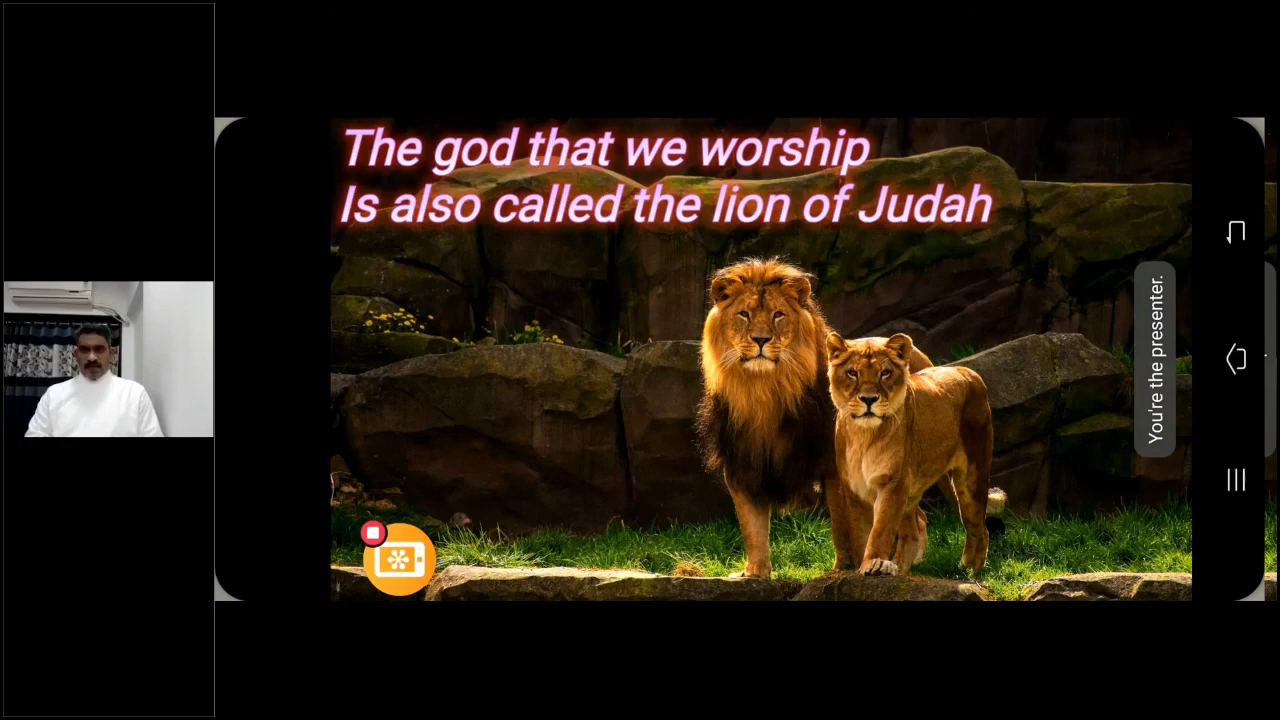 The god that we worship
Is also called the lion of Judah
You're the presenter.